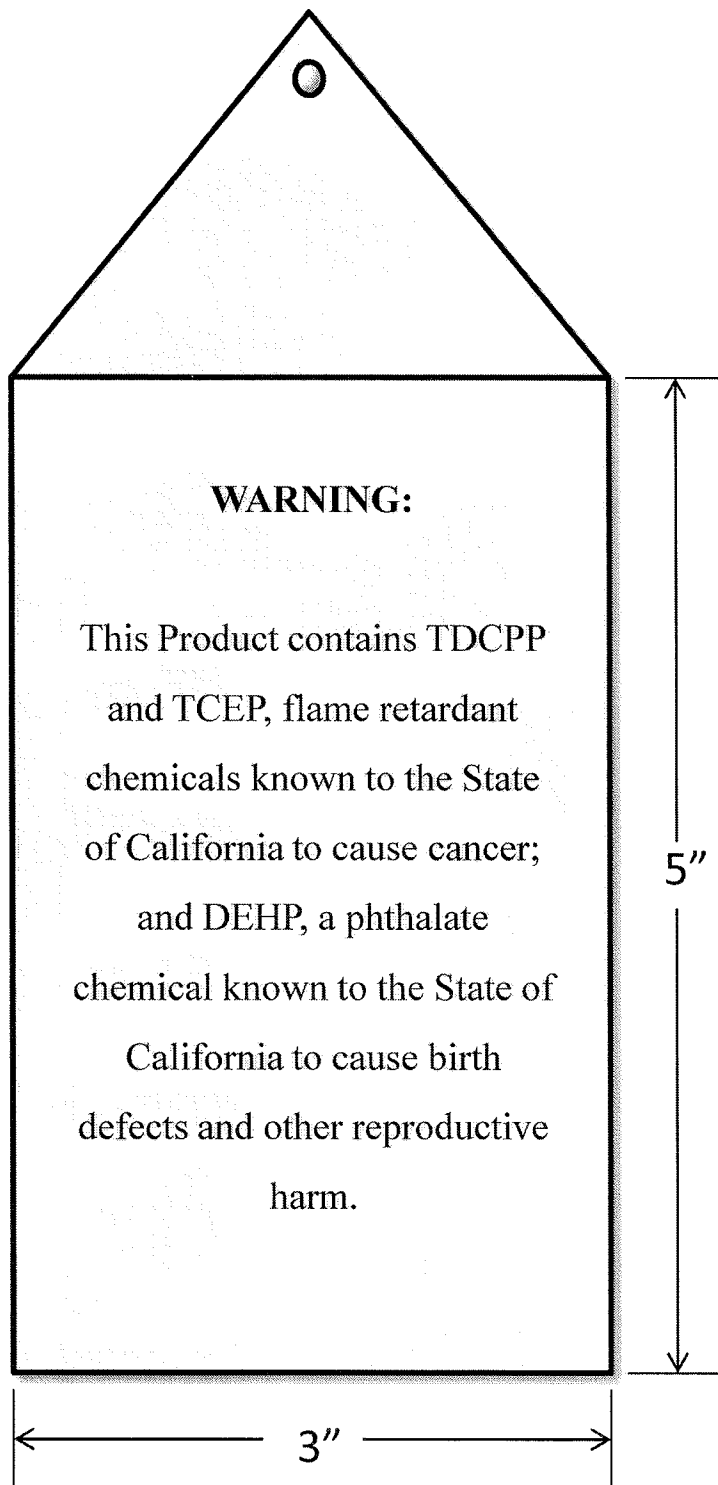 WARNING:
This Product contains TDCPP
and TCEP, flame retardant
chemicals known to the State
of California to cause cancer;
and DEHP, a phthalate
chemical known to the State of
California to cause birth
defects and other reproductive
harm.
5"
3"